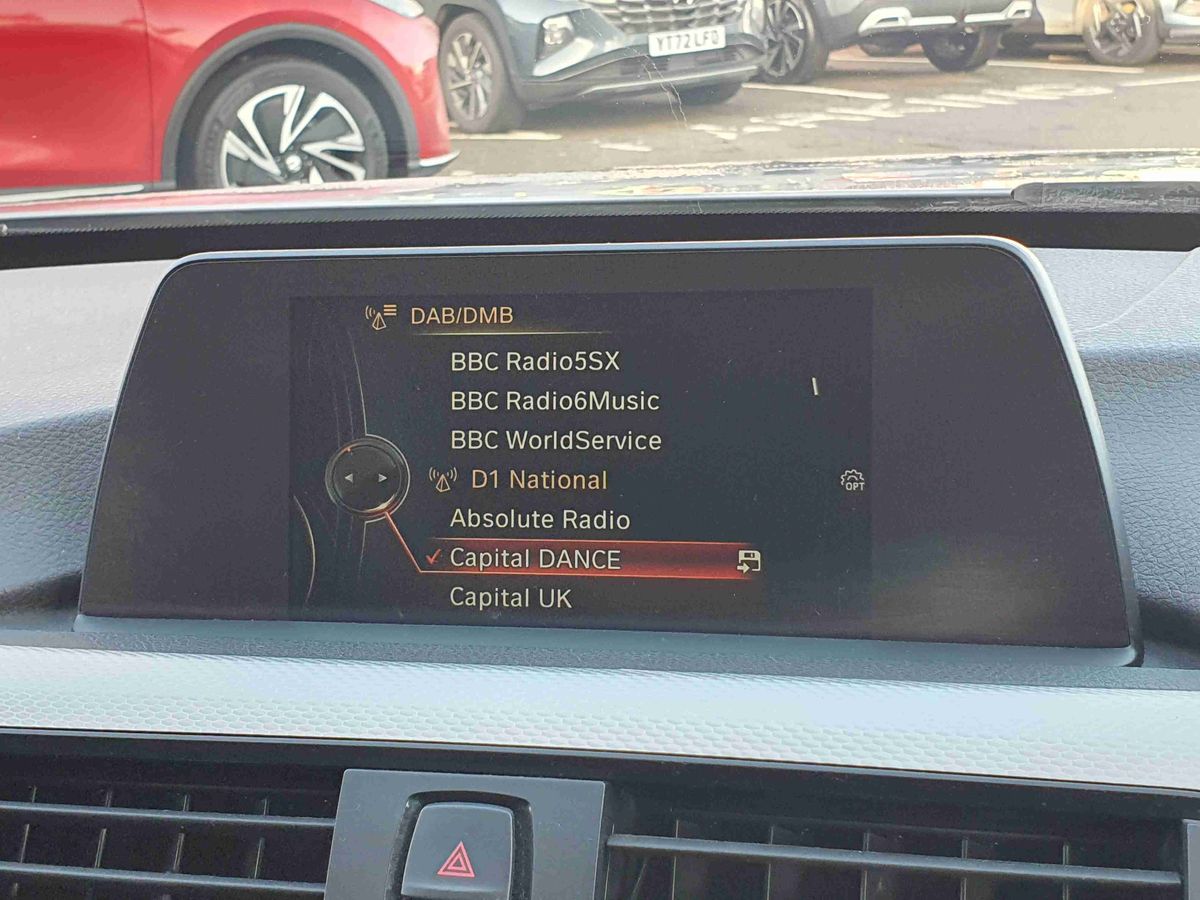 YT72 LFO
DAB/DMB
BBC Radio5SX
BBC Radio6Music
BBC WorldService
D1 National
OPT
Absolute Radio
Capital DANCE
Capital UK